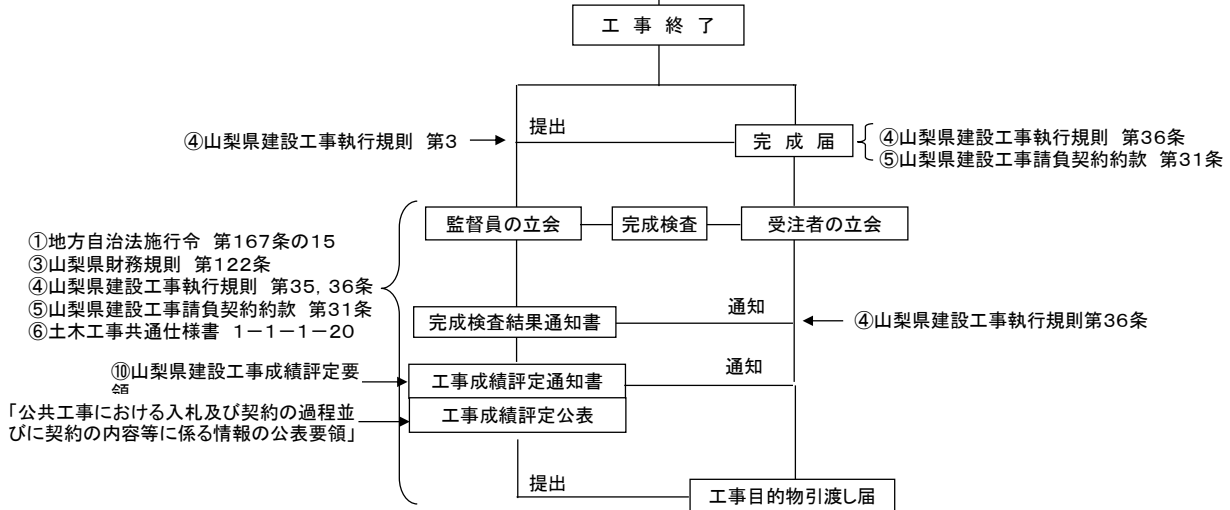 工 事 終 了
提出
④山梨県建設工事執行規則 第3
完 成 届
④山梨県建設工事執行規則 第36条
⑤山梨県建設工事請負契約約款 第31条
監督員の立会
完成検査
受注者の立会
①地方自治法施行令 第167条の15
③山梨県財務規則 第122条
④山梨県建設工事執行規則 第35, 36条
⑤山梨県建設工事請負契約約款 第31条
⑥土木工事共通仕様書 1-1-1-20
完成検査結果通知書
通知
④山梨県建設工事執行規則第36条
⑩山梨県建設工事成績評定要
領
工事成績評定通知書
通知
「公共工事における入札及び契約の過程並
びに契約の内容等に係る情報の公表要領」
工事成績評定公表
提出
工事目的物引渡し届